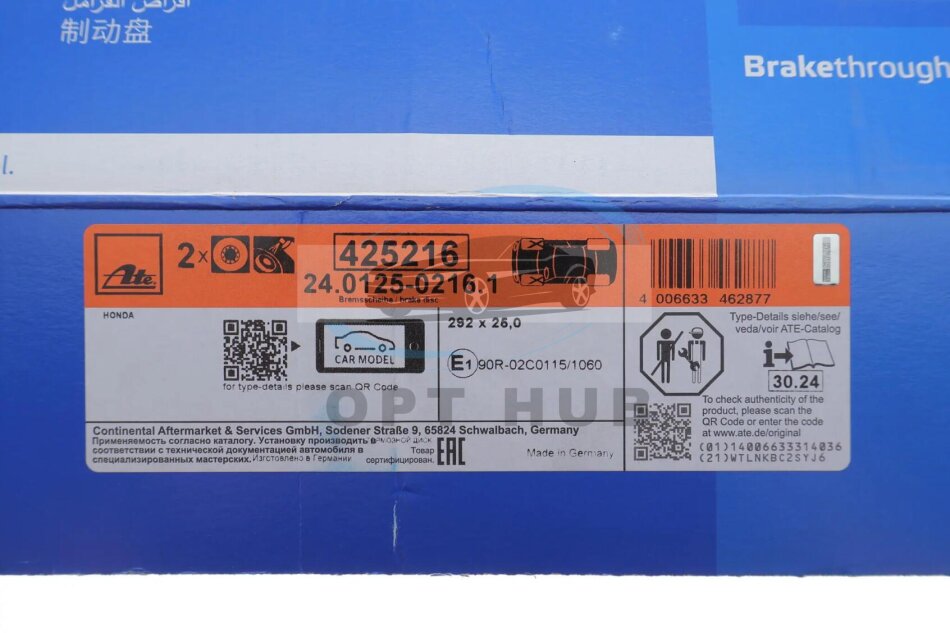 أقراص الفرامل
制动盘
Brakethrough
l.
Ate
2x
425216
24.0125-0216.1
Bremsscheibe / brake disc
4 006633 462877
HONDA
CAR MODEL
for type-details please scan QR Code
292 x 25,0
E1 90R-02C0115/1060
Type-Details siehe/see/
veda/voir ATE-Catalog
i
30.24
To check authenticity of the
product, please scan the
QR Code or enter the code
at www.ate.de/original
(01)14006633314036
(21)WTLNKBC2SYJ6
OPT HUB
Continental Aftermarket & Services GmbH, Sodener Straße 9, 65824 Schwalbach, Germany
Применяемость согласно каталогу. Установку производить в
соответствии с технической документацией автомобиля в
специализированных мастерских. Изготовлено в Германии
Товар
сертифицирован.
EAC
Made in Germany